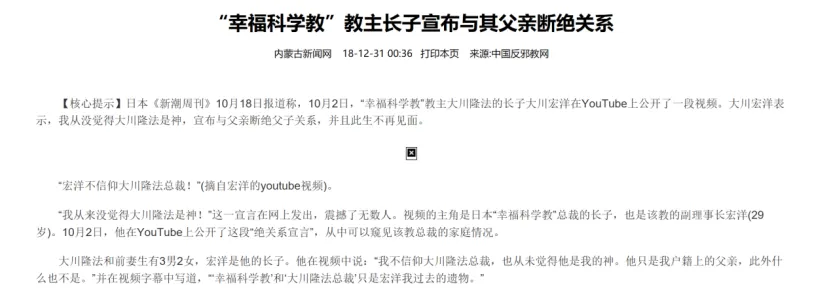 “幸福科学教”教主长子宣布与其父亲断绝关系
内蒙古新闻网 18-12-31 00:36 打印本页 来源:中国反邪教网
【核心提示】日本《新潮周刊》10月18日报道称，10月2日，“幸福科学教”教主大川隆法的长子大川宏洋在YouTube上公开了一段视频。大川宏洋表
示，我从没觉得大川隆法是神，宣布与父亲断绝父子关系，并且此生不再见面。
“宏洋不信仰大川隆法总裁！”(摘自宏洋的youtube视频)。
“我从来没觉得大川隆法是神！”这一宣言在网上发出，震撼了无数人。视频的主角是日本“幸福科学教”总裁的长子，也是该教的副理事长宏洋(29
岁)。10月2日，他在YouTube上公开了这段“绝关系宣言”，从中可以窥见该教总裁的家庭情况。
大川隆法和前妻生有3男2女，宏洋是他的长子。他在视频中说：“我不信仰大川隆法总裁，也从未觉得他是我的神。他只是我户籍上的父亲，此外什
么也不是。”并在视频字幕中写道，“‘幸福科学教’和‘大川隆法总裁’只是宏洋我过去的遗物。”